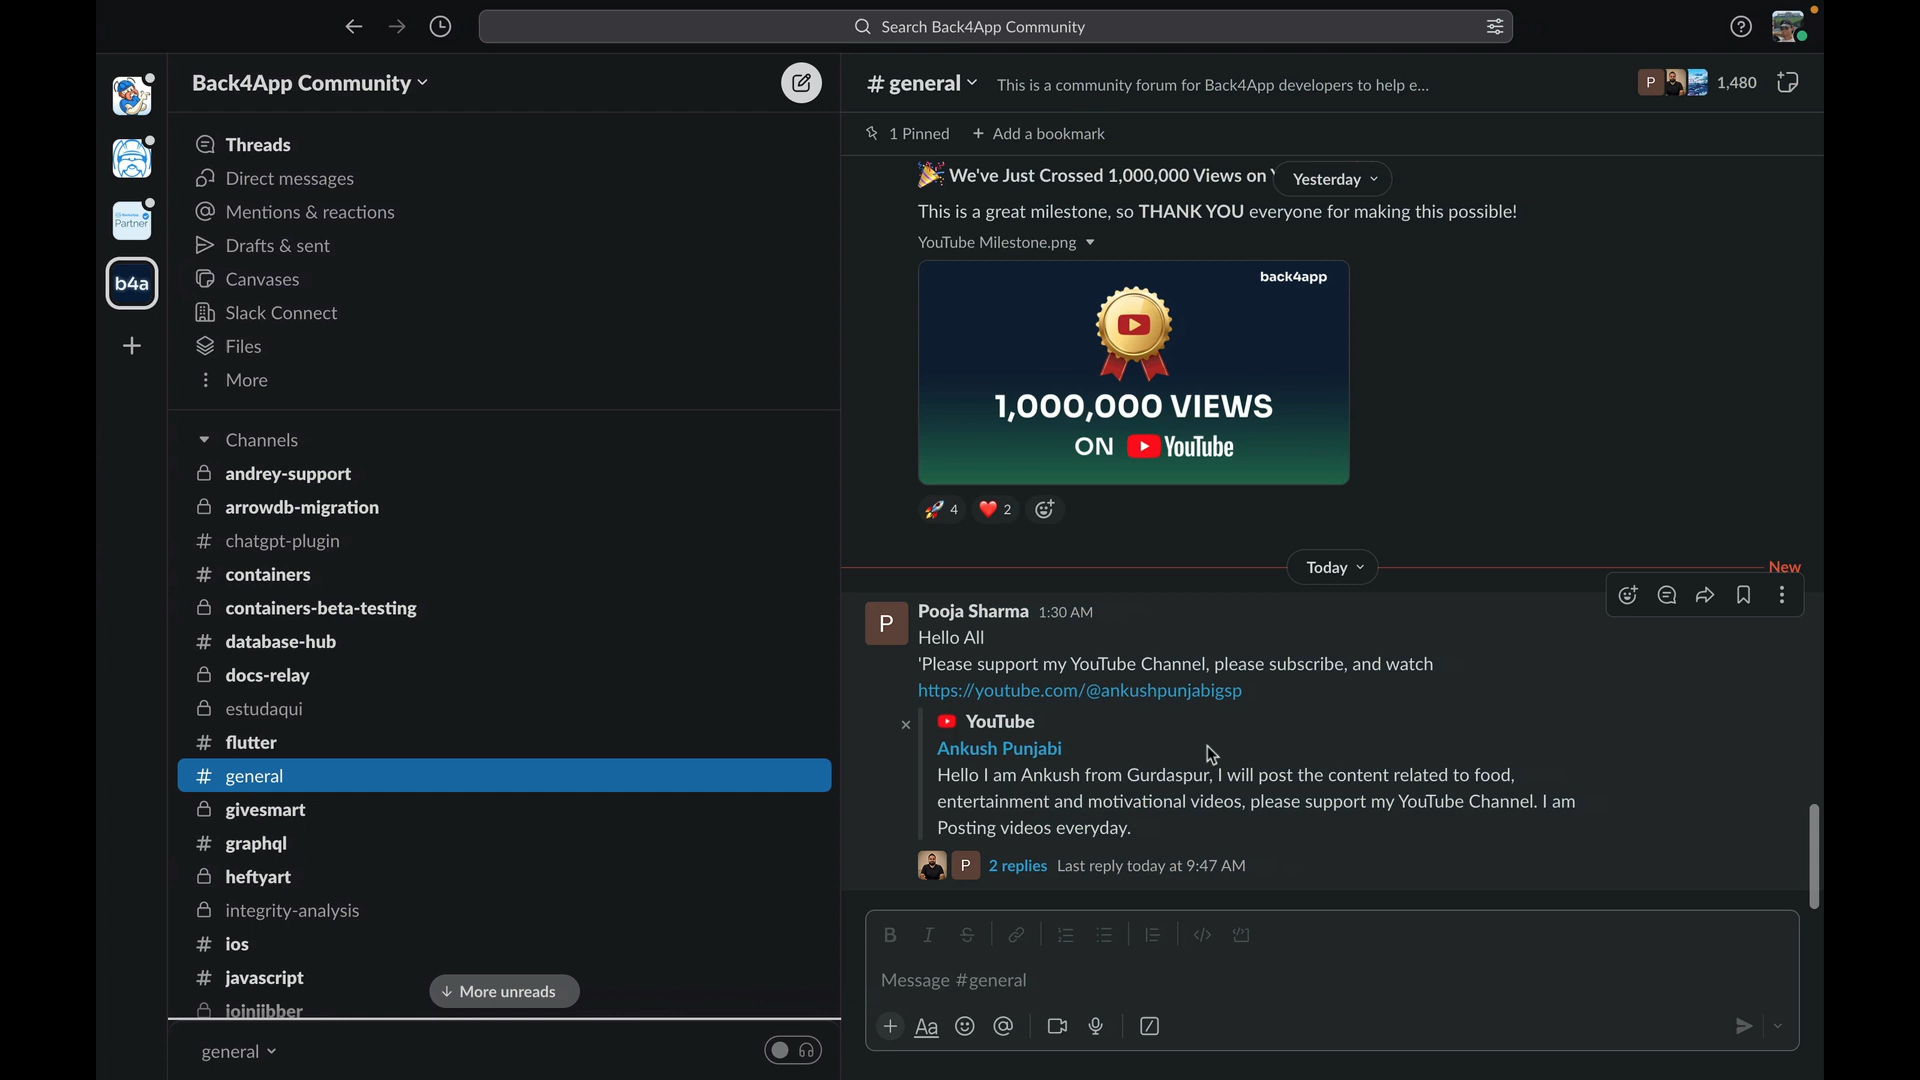 Search Back4App Community
Back4App Community
Partner
b4a
Threads
Direct messages
Mentions & reactions
Drafts & sent
Canvases
Slack Connect
Files
More
Channels
andrey-support
arrowdb-migration
chatgpt-plugin
containers
containers-beta-testing
database-hub
docs-relay
estudaqui
flutter
general
givesmart
graphql
heftyart
integrity-analysis
ios
javascript
More unreads
joinjibber
general
# general
This is a community forum for Back4App developers to help e...
P
1,480
1 Pinned
Add a bookmark
Yesterday
We've Just Crossed 1,000,000 Views on
This is a great milestone, so THANK YOU everyone for making this possible!
YouTube Milestone.png
back4app
1,000,000 VIEWS
ON YouTube
4
2
Today
New
P
Pooja Sharma 1:30 AM
Hello All
'Please support my YouTube Channel, please subscribe, and watch
https://youtube.com/@ankushpunjabigsp
YouTube
Ankush Punjabi
Hello I am Ankush from Gurdaspur, I will post the content related to food,
entertainment and motivational videos, please support my YouTube Channel. I am
Posting videos everyday.
P 2 replies Last reply today at 9:47 AM
Message #general
Aa